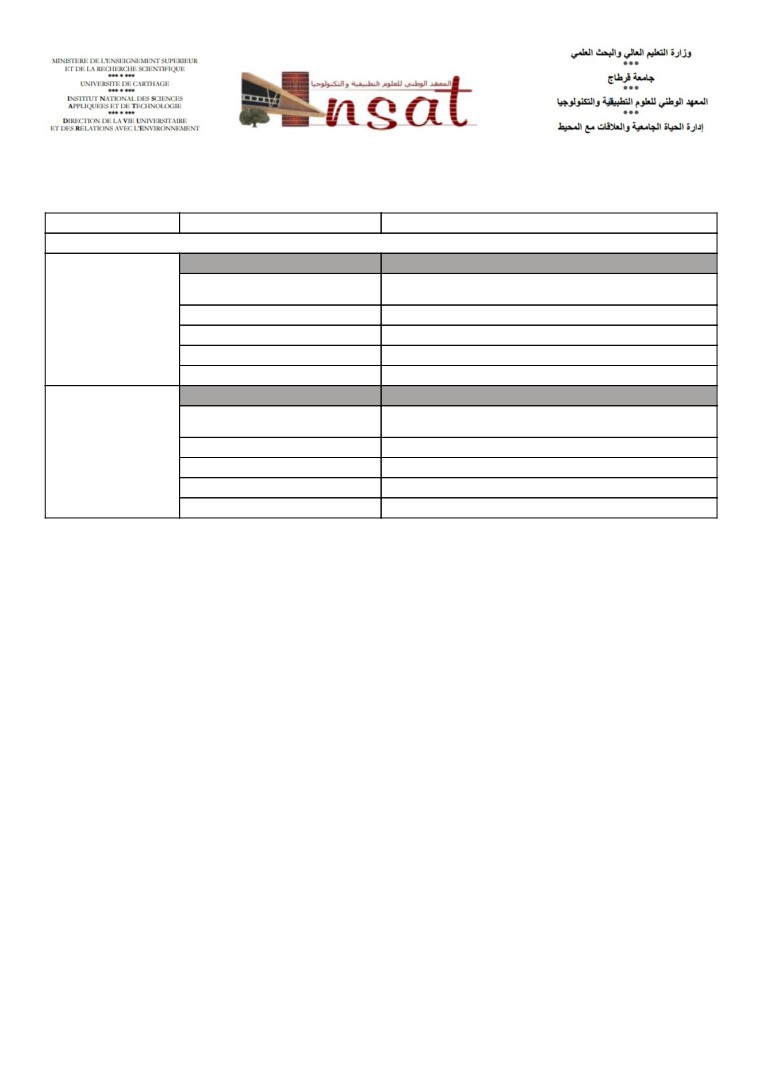 MINISTERE DE L'ENSEIGNEMENT SUPERIEUR
ET DE LA RECHERCHE SCIENTIFIQUE
*** * ***
UNIVERSITE DE CARTHAGE
*** * ***
INSTITUT NATIONAL DES SCIENCES
APPLIQUÉES ET DE TECHNOLOGIE
*** * ***
DIRECTION DE LA VIE UNIVERSITAIRE
ET DES RELATIONS AVEC L'ENVIRONNEMENT
المعهد الوطني للعلوم التطبيقية والتكنولوجيا
nsat
وزارة التعليم العالي والبحث العلمي
***
جامعة قرطاج
***
المعهد الوطني للعلوم التطبيقية والتكنولوجيا
***
إدارة الحياة الجامعية والعلاقات مع المحيط